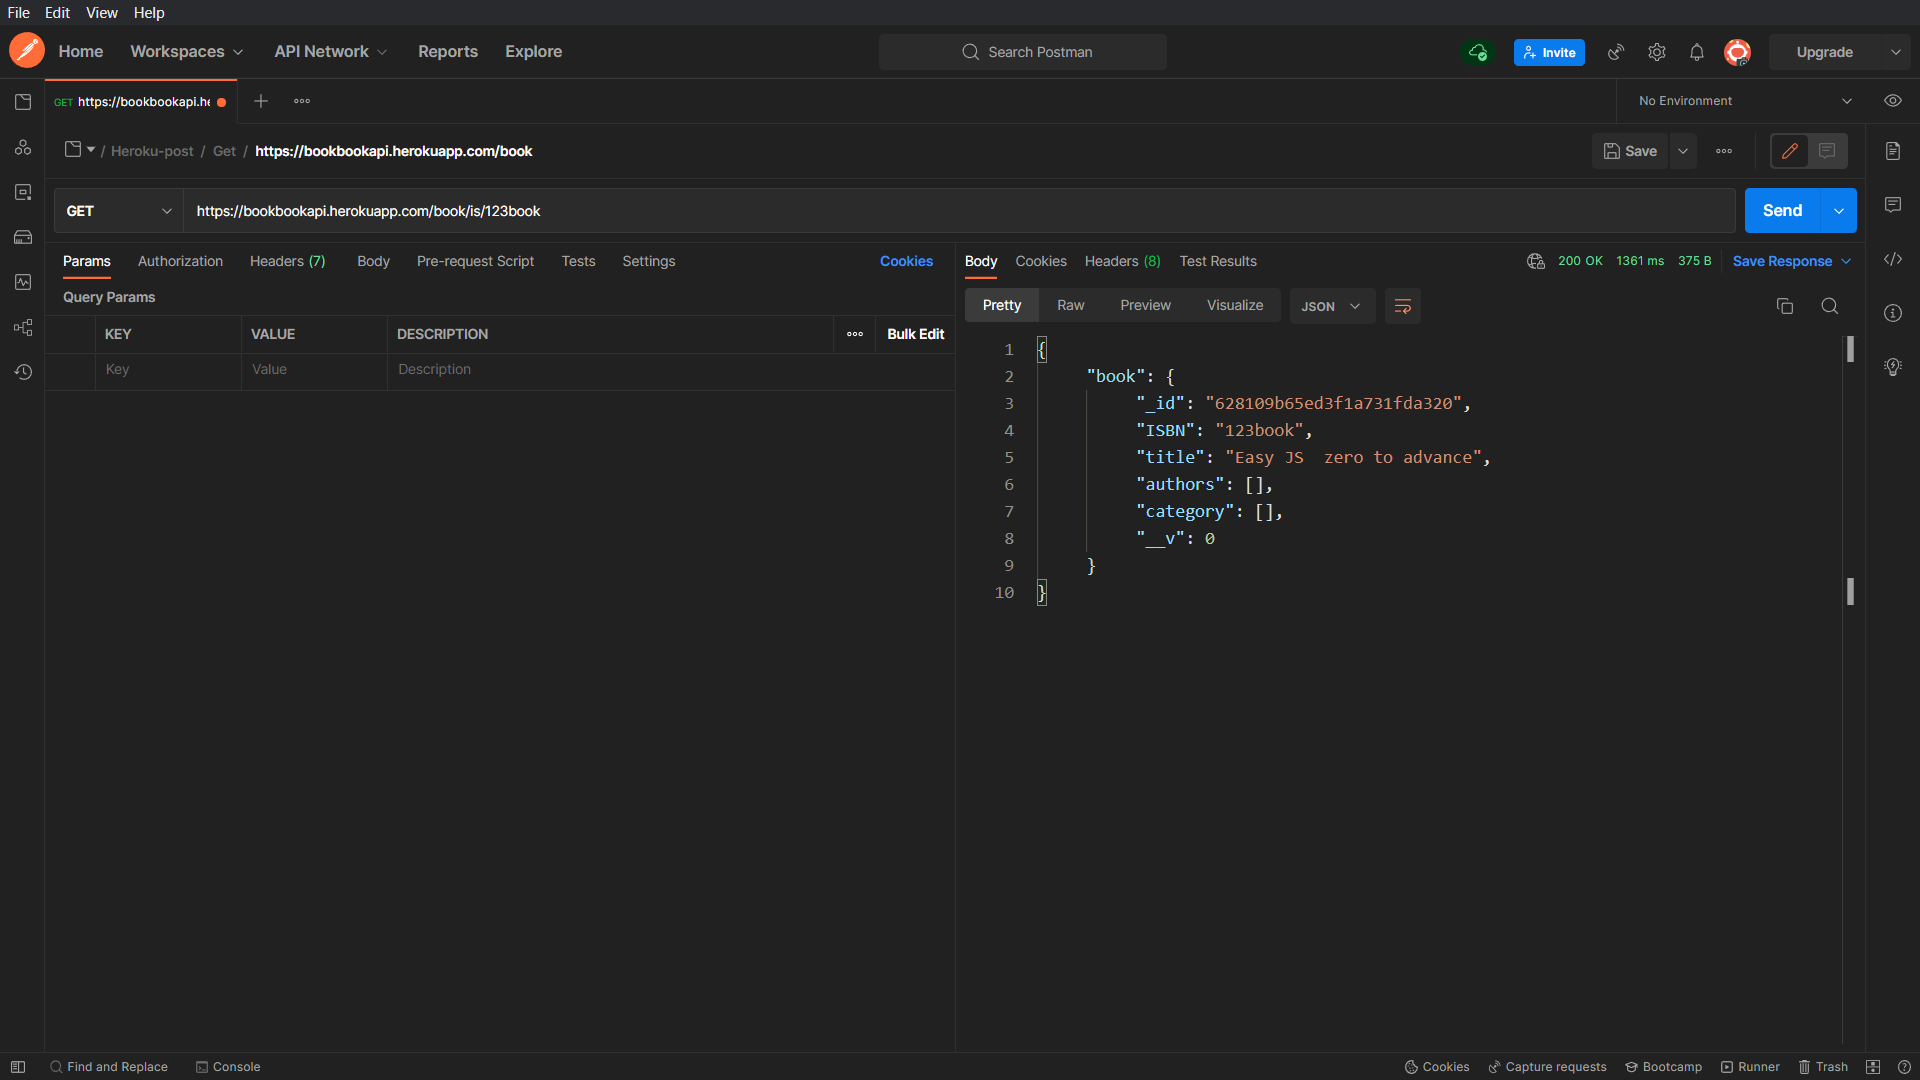 File Edit View Help
Home Workspaces API Network Reports Explore Search Postman Invite Upgrade
GET https://bookbookapi.he No Environment
/ Heroku-post / Get / https://bookbookapi.herokuapp.com/book Save
GET https://bookbookapi.herokuapp.com/book/is/123book Send
Params Authorization Headers (7) Body Pre-request Script Tests Settings Cookies
Query Params
KEY VALUE DESCRIPTION Bulk Edit
Key Value Description
Body Cookies Headers (8) Test Results 200 OK 1361 ms 375 B Save Response
Pretty Raw Preview Visualize JSON
1 {
2 "book": {
3 "_id": "628109b65ed3f1a731fda320",
4 "ISBN": "123book",
5 "title": "Easy JS  zero to advance",
6 "authors": [],
7 "category": [],
8 "__v": 0
9 }
10 }
Find and Replace Console Cookies Capture requests Bootcamp Runner Trash